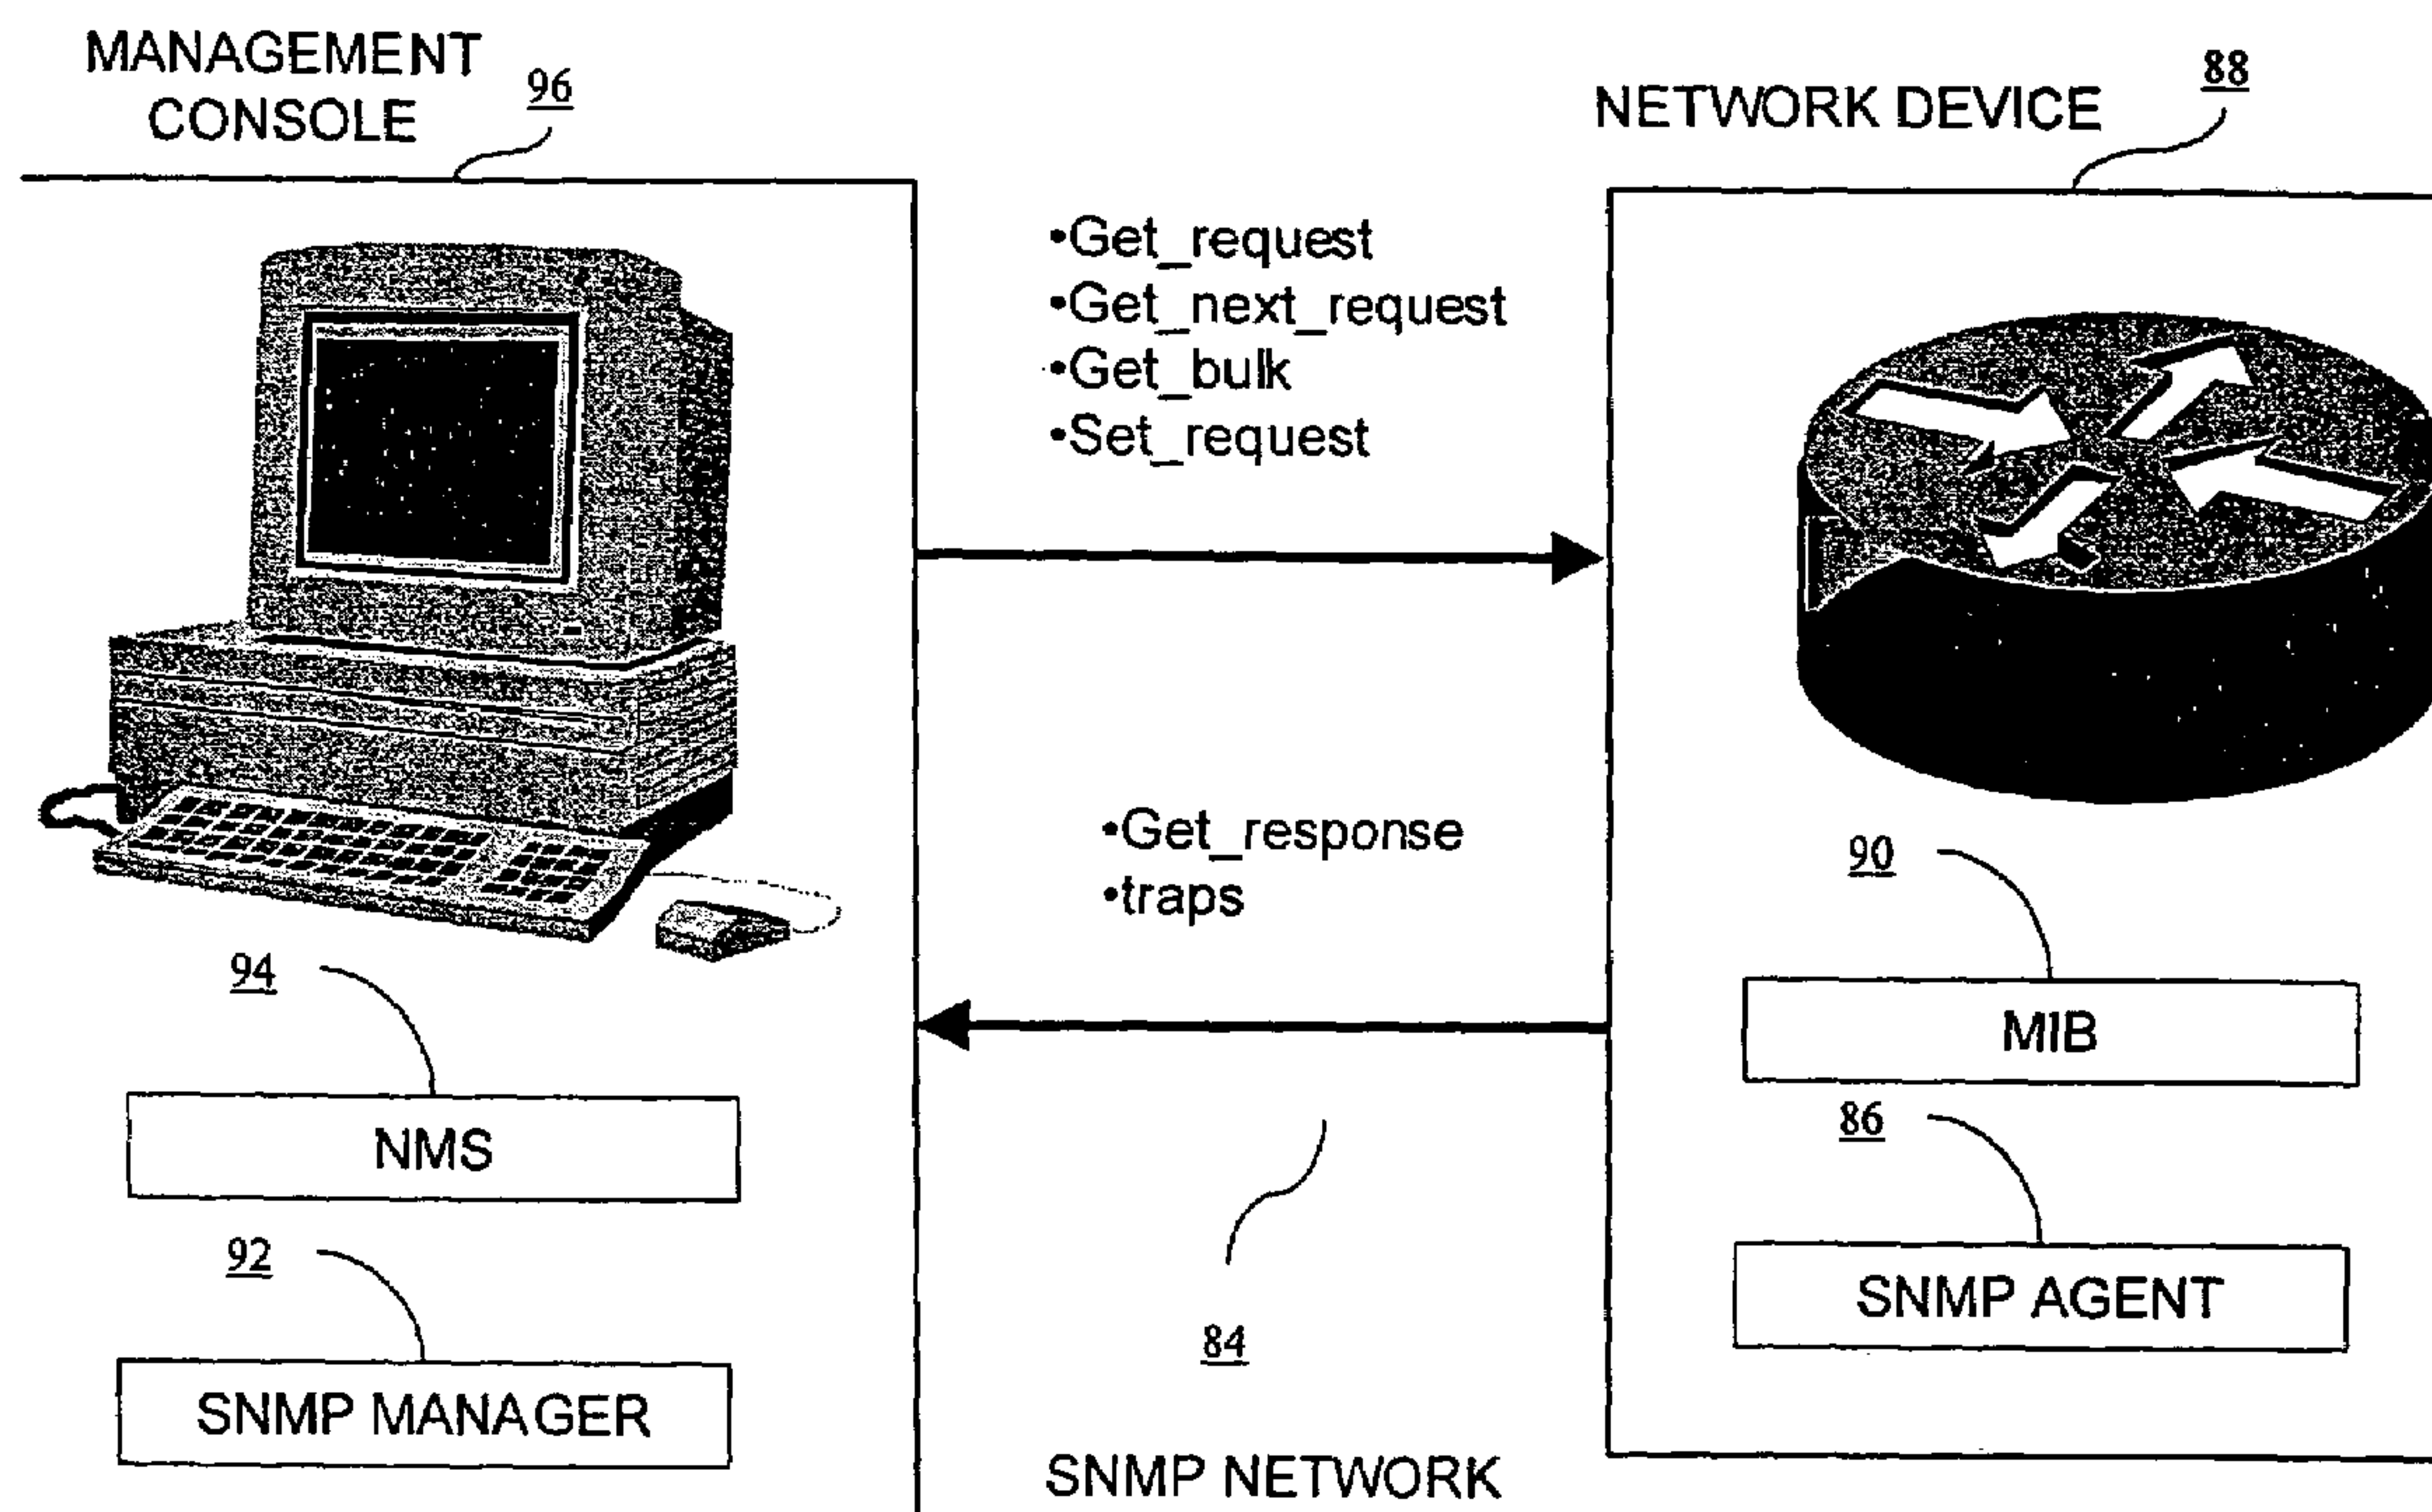 MANAGEMENT
CONSOLE
96
NETWORK DEVICE
88
•Get_request
•Get_next_request
•Get_bulk
•Set_request
•Get_response
•traps
90
MIB
94
NMS
86
SNMP AGENT
92
SNMP MANAGER
84
SNMP NETWORK